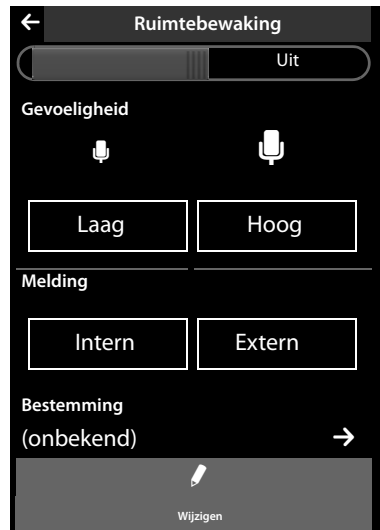 Ruimtebewaking
Uit
Gevoeligheid
Laag Hoog
Melding
Intern Extern
Bestemming
(onbekend)
Wijzigen